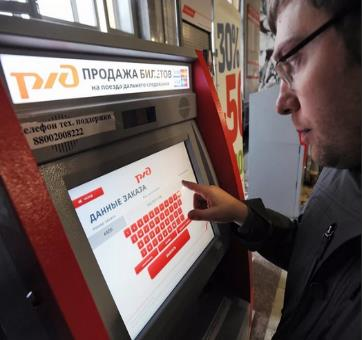 РЖД ПРОДАЖА БИЛЕТОВ
на поезда дальнего следования
Телефон тех. поддержки
88002008222
РЖД
ДАННЫЕ ЗАКАЗА
30%